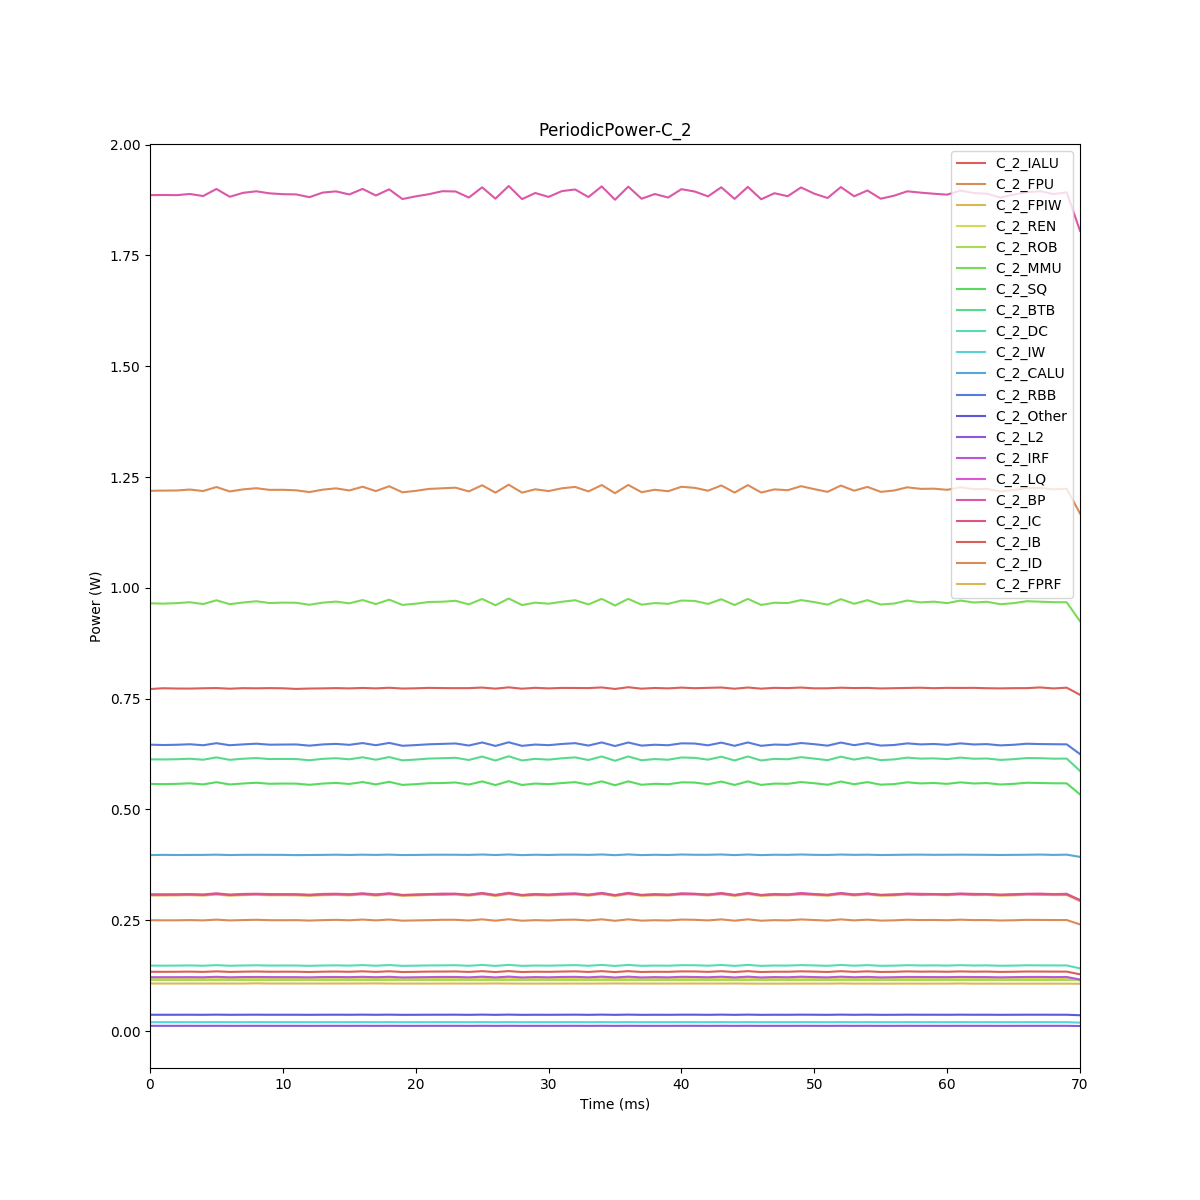 PeriodicPower-C_2
2.00
1.75
1.50
1.25
1.00
0.75
0.50
0.25
0.00
Power (W)
C_2_IALU
C_2_FPU
C_2_FPIW
C_2_REN
C_2_ROB
C_2_MMU
C_2_SQ
C_2_BTB
C_2_DC
C_2_IW
C_2_CALU
C_2_RBB
C_2_Other
C_2_L2
C_2_IRF
C_2_LQ
C_2_BP
C_2_IC
C_2_IB
C_2_ID
C_2_FPRF
0 10 20 30 40 50 60 70
Time (ms)